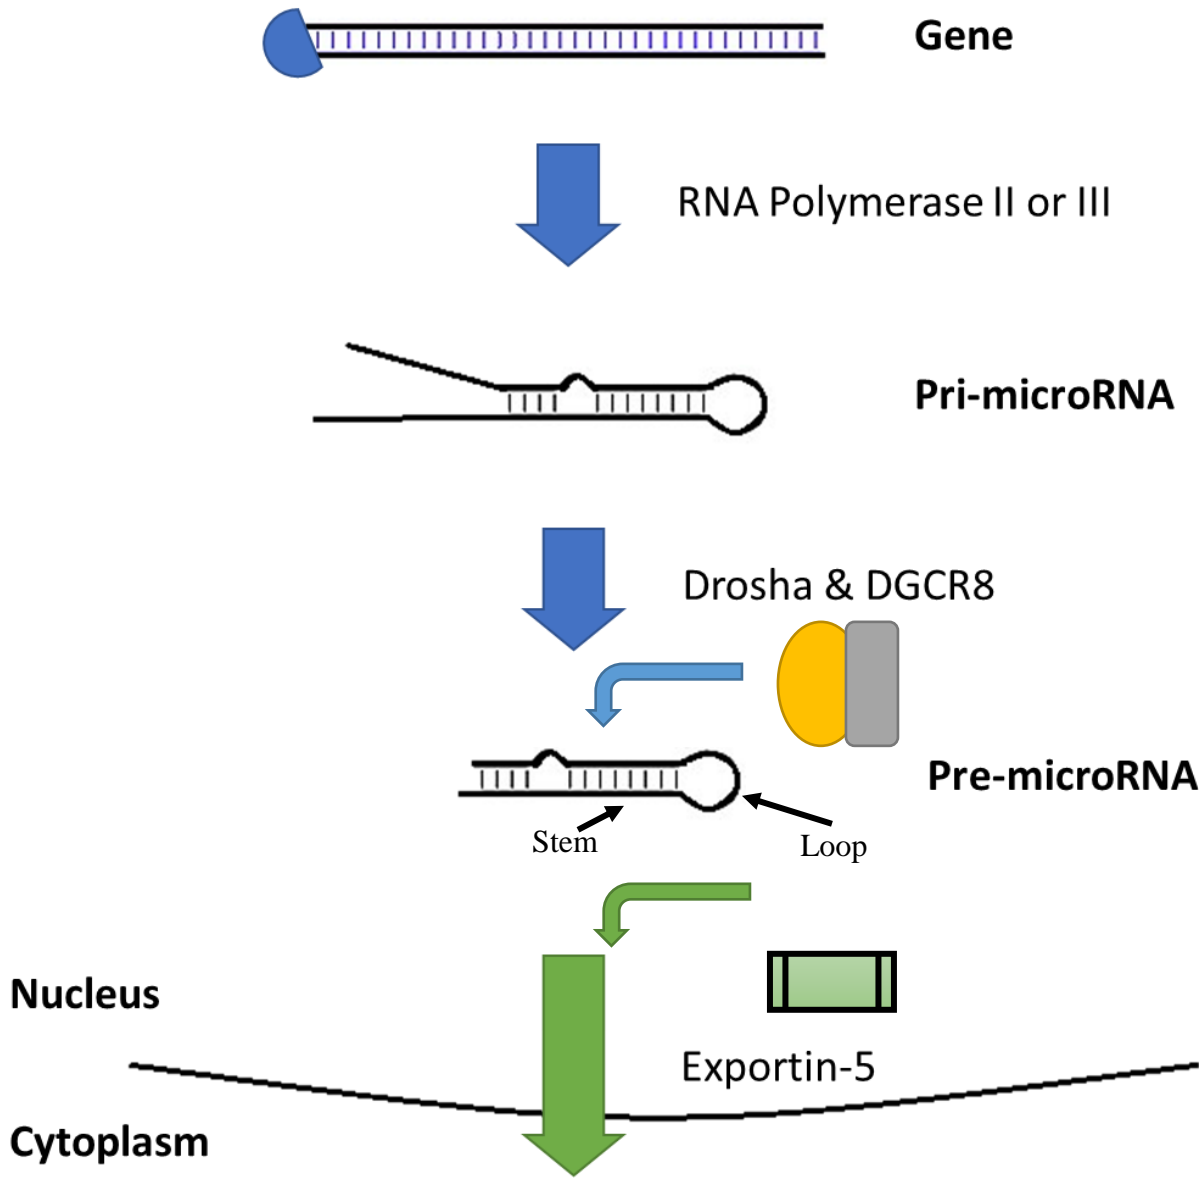 Gene
RNA Polymerase II or III
Pri-microRNA
Drosha & DGCR8
Pre-microRNA
Stem
Loop
Nucleus
Exportin-5
Cytoplasm